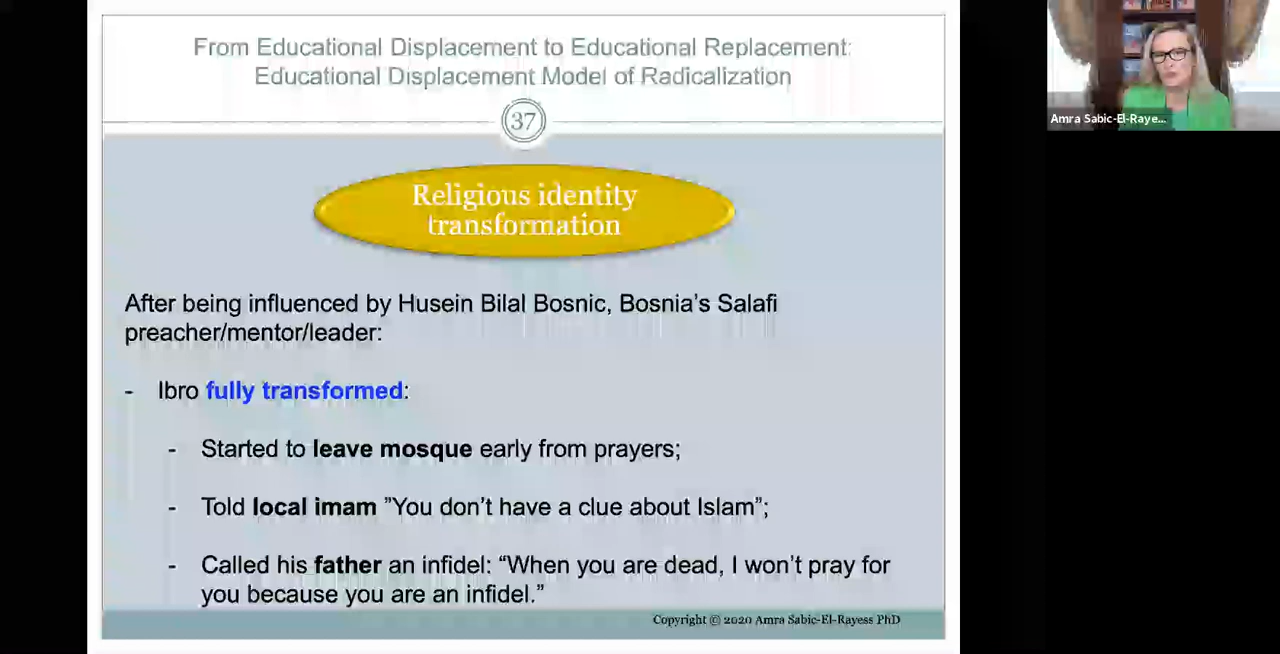 From Educational Displacement to Educational Replacement:
Educational Displacement Model of Radicalization
37
Religious identity
transformation
After being influenced by Husein Bilal Bosnic, Bosnia's Salafi
preacher/mentor/leader:
- Ibro fully transformed:
- Started to leave mosque early from prayers;
- Told local imam ”You don't have a clue about Islam”;
- Called his father an infidel: “When you are dead, I won't pray for
you because you are an infidel.”
Copyright © 2020 Amra Sabic-El-Rayess PhD
Amra Sabic-El-Raye...